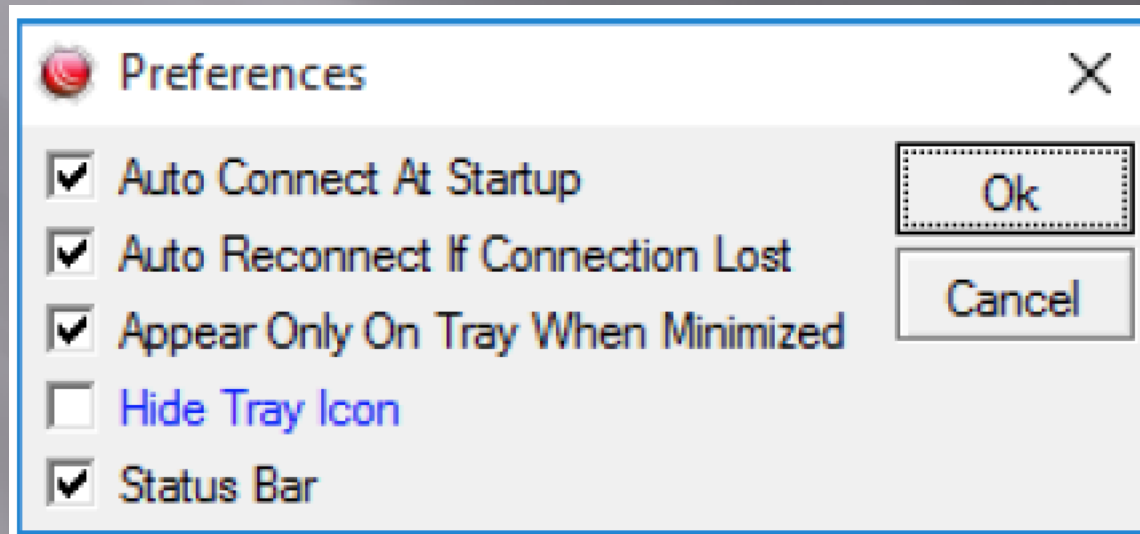 Preferences
Auto Connect At Startup
Auto Reconnect If Connection Lost
Appear Only On Tray When Minimized
Hide Tray Icon
Status Bar
Ok
Cancel